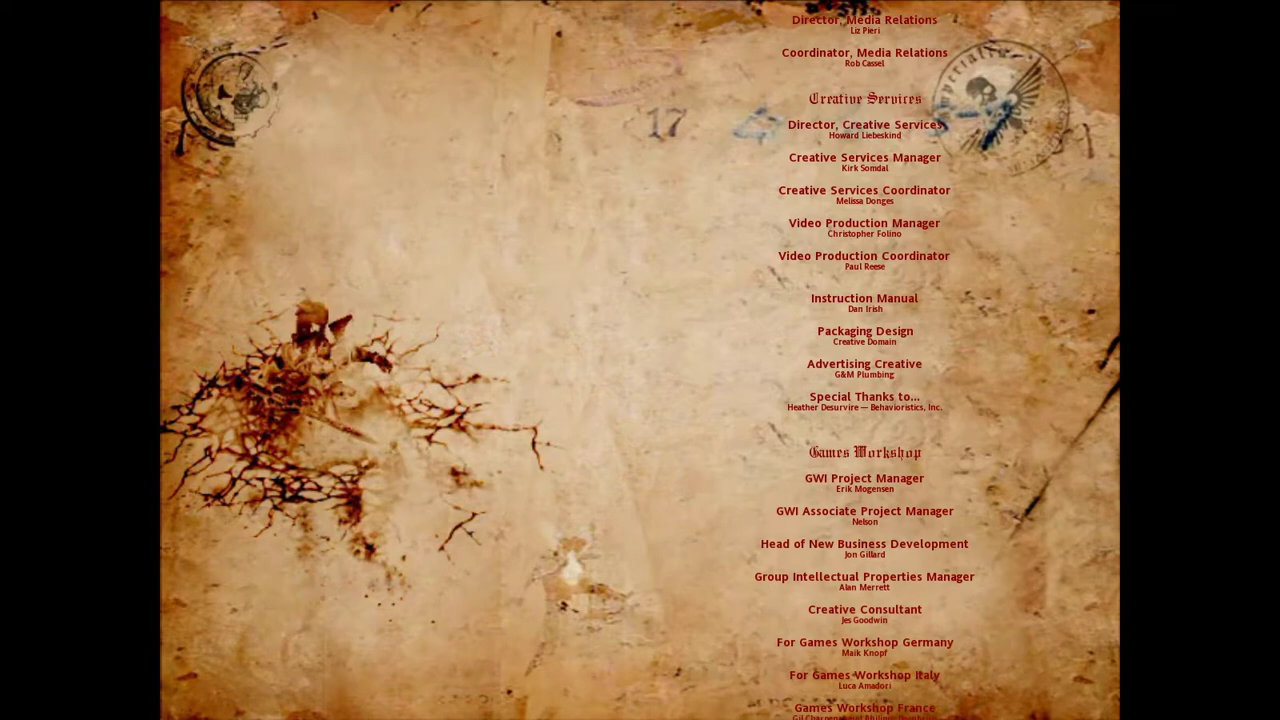 Director, Media Relations
Liz Pieri
Coordinator, Media Relations
Rob Cassel
Creative Services
17
Director, Creative Services
Howard Liebeskind
Creative Services Manager
Kirk Somdal
Creative Services Coordinator
Melissa Donges
Video Production Manager
Christopher Folino
Video Production Coordinator
Paul Reese
Instruction Manual
Dan Irish
Packaging Design
Creative Domain
Advertising Creative
G&M Plumbing
Special Thanks to...
Heather Desurvire — Behavioristics, Inc.
Games Workshop
GWI Project Manager
Erik Mogensen
GWI Associate Project Manager
Nelson
Head of New Business Development
Jon Gillard
Group Intellectual Properties Manager
Alan Merrett
Creative Consultant
Jes Goodwin
For Games Workshop Germany
Maik Knopf
For Games Workshop Italy
Luca Amadori
Games Workshop France